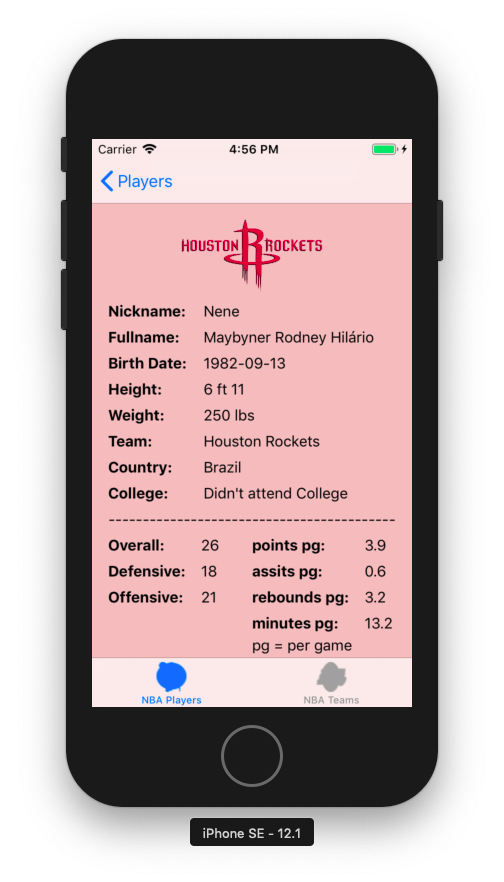 Carrier 4:56 PM
Players
HOUSTON ROCKETS
Nickname: Nene
Fullname: Maybyner Rodney Hilário
Birth Date: 1982-09-13
Height: 6 ft 11
Weight: 250 lbs
Team: Houston Rockets
Country: Brazil
College: Didn't attend College
------------------------------------------
Overall: 26 points pg: 3.9
Defensive: 18 assits pg: 0.6
Offensive: 21 rebounds pg: 3.2
minutes pg: 13.2
pg = per game
NBA Players NBA Teams
iPhone SE - 12.1